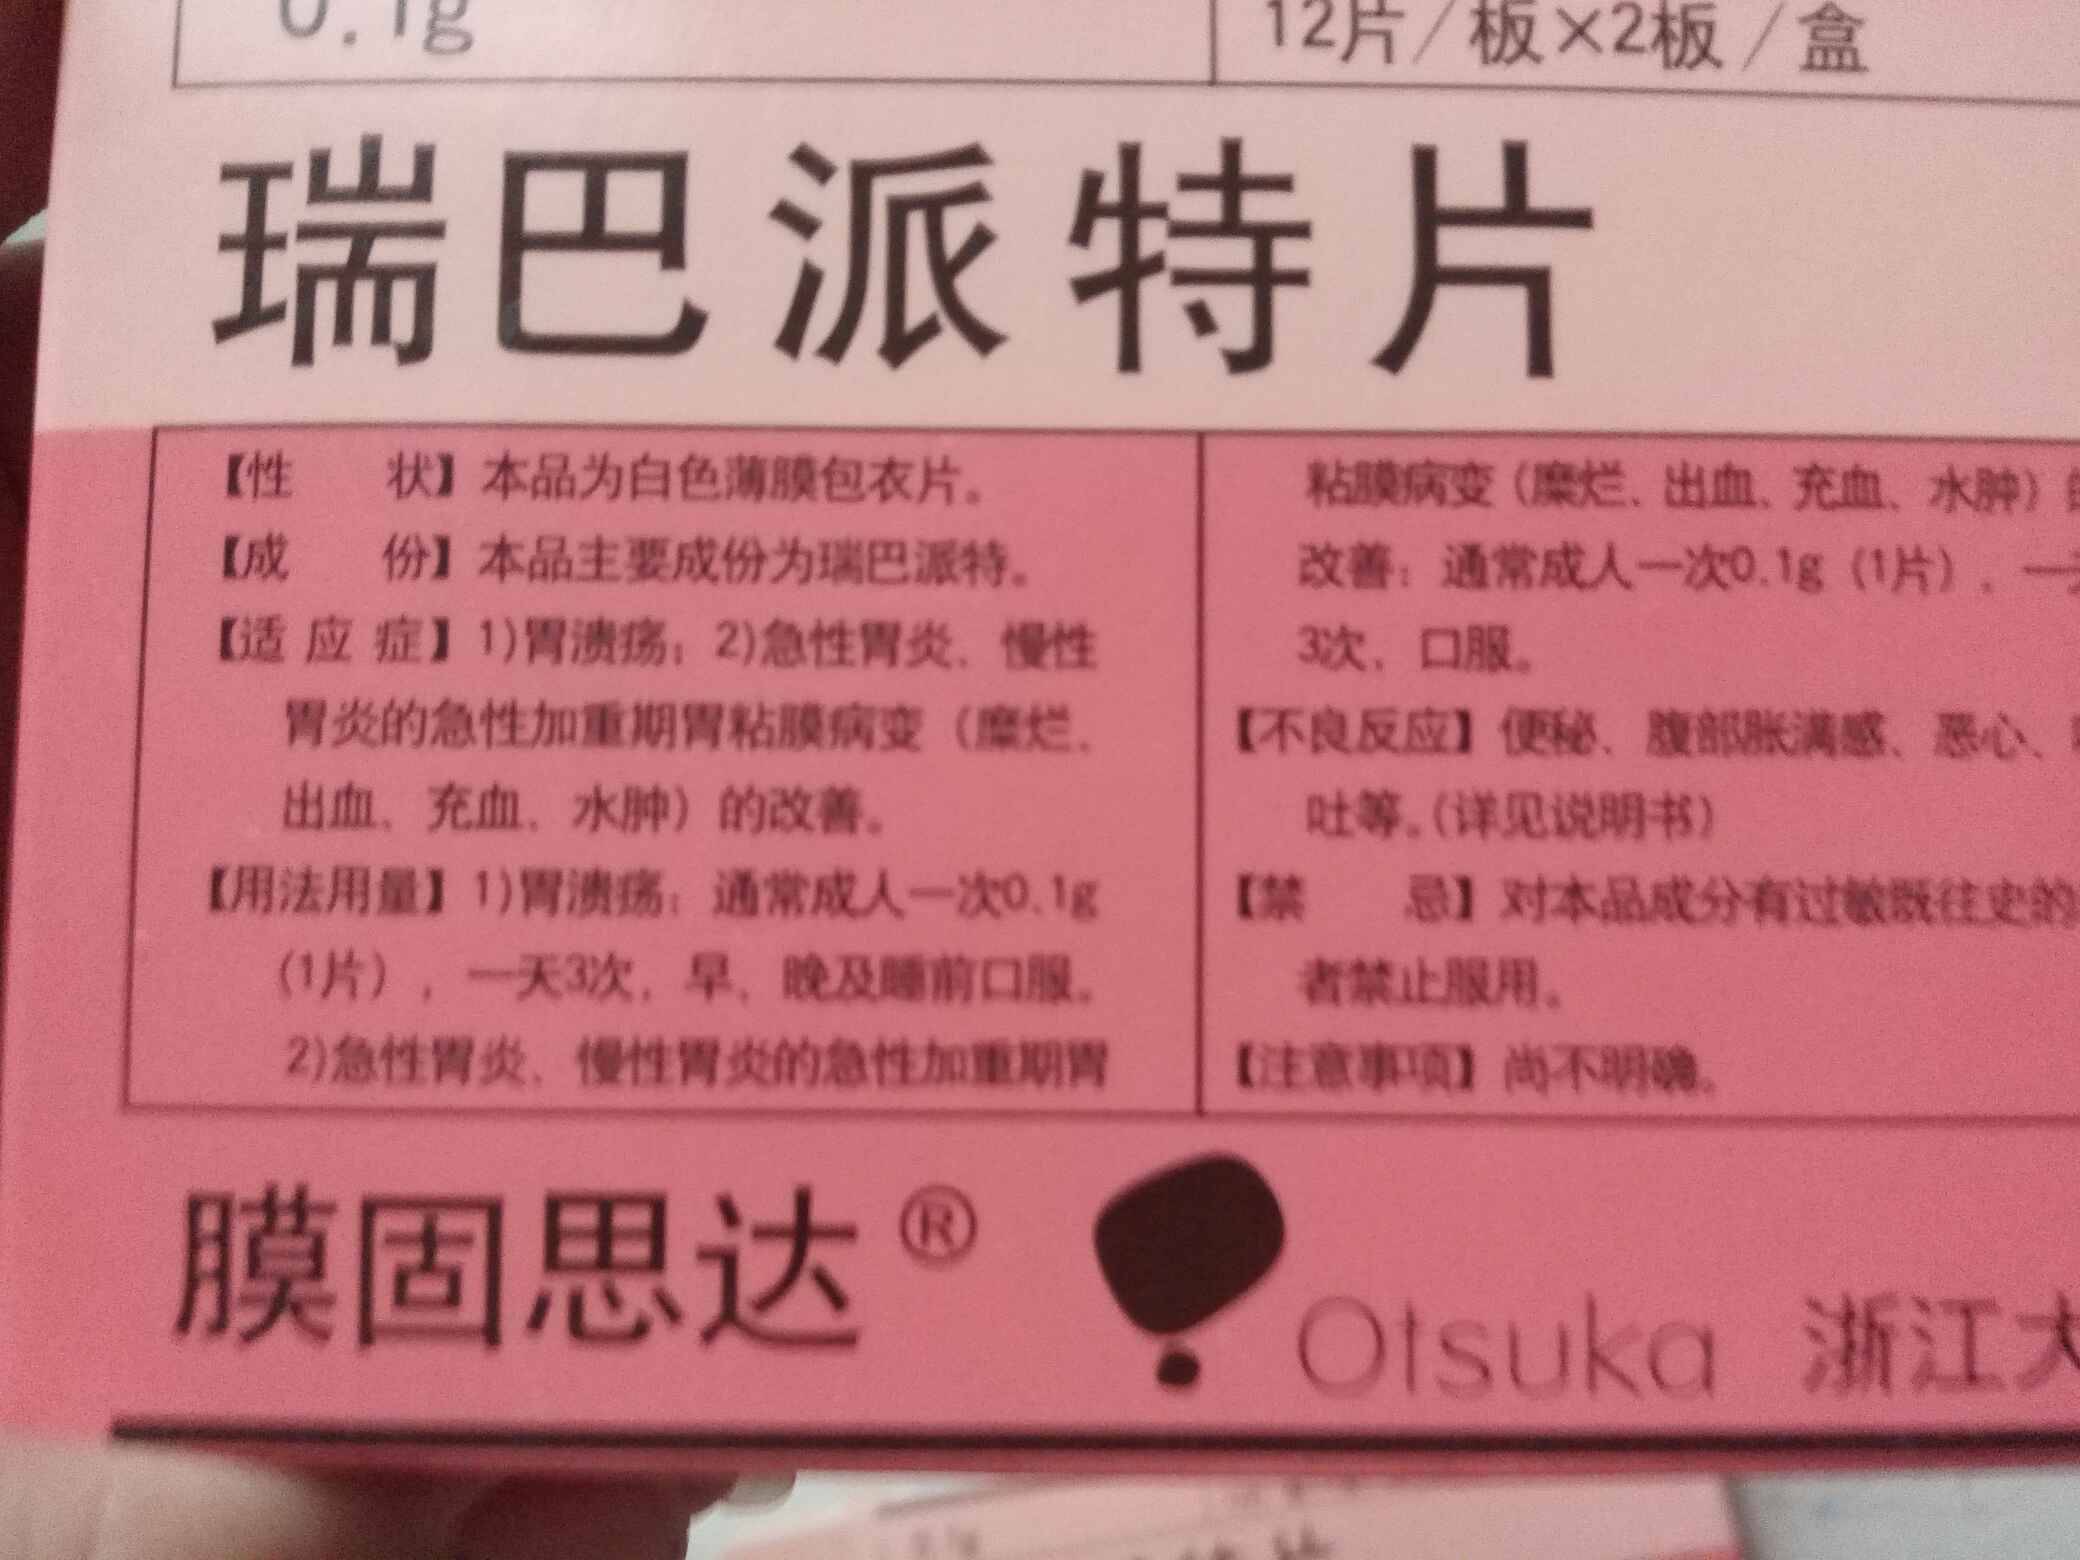 0.1g
12片/板×2板/盒
瑞巴派特片
【性 状】本品为白色薄膜包衣片。
【成 份】本品主要成份为瑞巴派特。
【适 应 症】1)胃溃疡；2)急性胃炎、慢性
胃炎的急性加重期胃粘膜病变（糜烂、
出血、充血、水肿）的改善。
【用法用量】1)胃溃疡：通常成人一次0.1g
（1片），一天3次，早、晚及睡前口服。
2)急性胃炎、慢性胃炎的急性加重期胃
粘膜病变（糜烂、出血、充血、水肿）
改善：通常成人一次0.1g（1片），一
3次，口服。
【不良反应】便秘、腹部胀满感、恶心、
吐等。（详见说明书）
【禁 忌】对本品成分有过敏既往史的
者禁止服用。
【注意事项】尚不明确。
膜固思达®
Otsuka 浙江